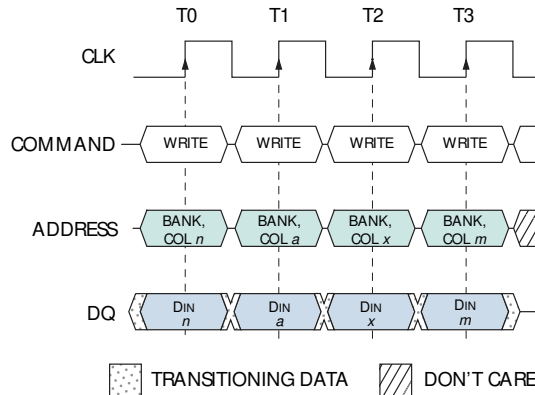 T0 T1 T2 T3
CLK
COMMAND WRITE WRITE WRITE WRITE
BANK, BANK, BANK, BANK,
ADDRESS COL n COL a COL x COL m
DIN DIN DIN DIN
DQ n a x m
TRANSITIONING DATA DON'T CARE